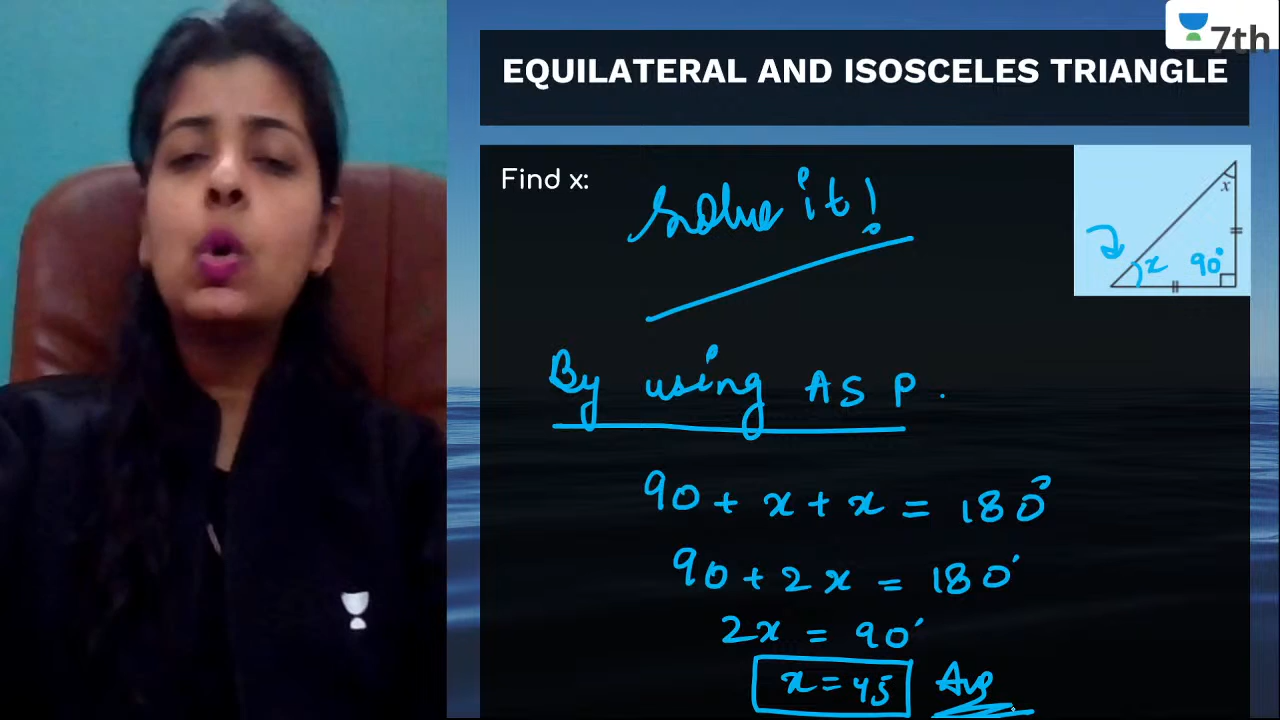 7th
EQUILATERAL AND ISOSCELES TRIANGLE
Find x:
Solve it!
x
x 90°
By using ASP.
90 + x + x = 180°
90 + 2x = 180°
2x = 90°
x = 45 Ans